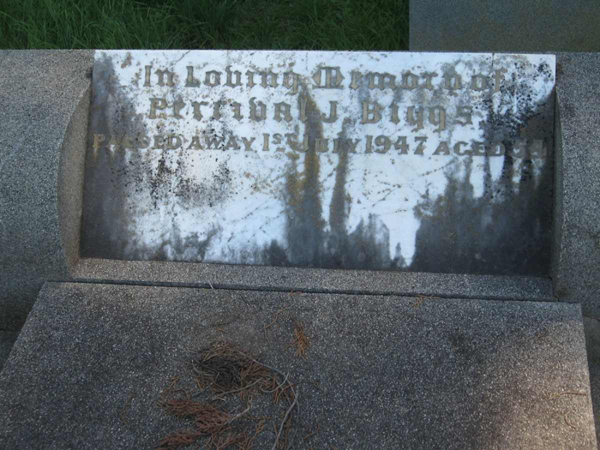 In Loving Memory of
Percival J. Biggs
PASSED AWAY 1ST JULY 1947 AGED